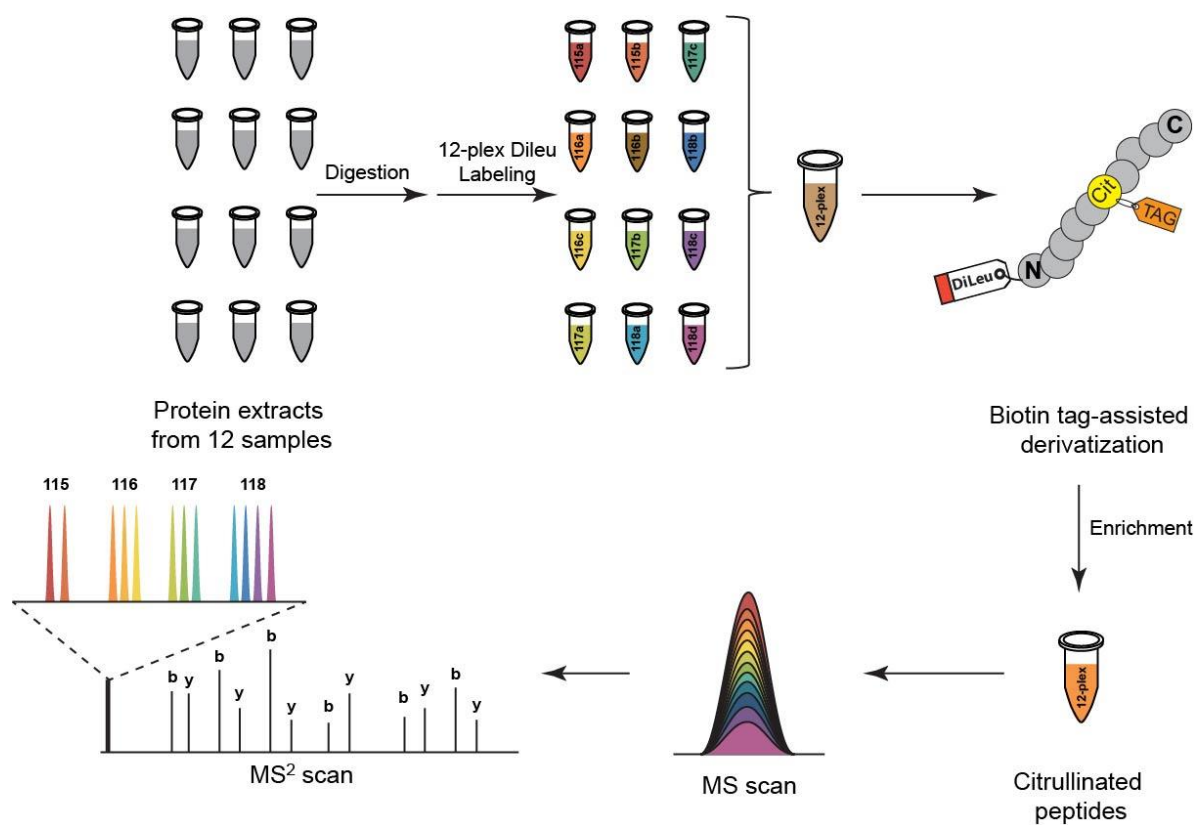 115a
115b
117c
116a
116b
118b
Digestion
12-plex Dileu
Labeling
12-plex
116c
117b
118c
117a
118a
118d
C
Cit
TAG
N
DiLeu
Protein extracts
from 12 samples
Biotin tag-assisted
derivatization
Enrichment
115 116 117 118
b y b y b y b y b y b y
MS² scan
MS scan
12-plex
Citrullinated
peptides